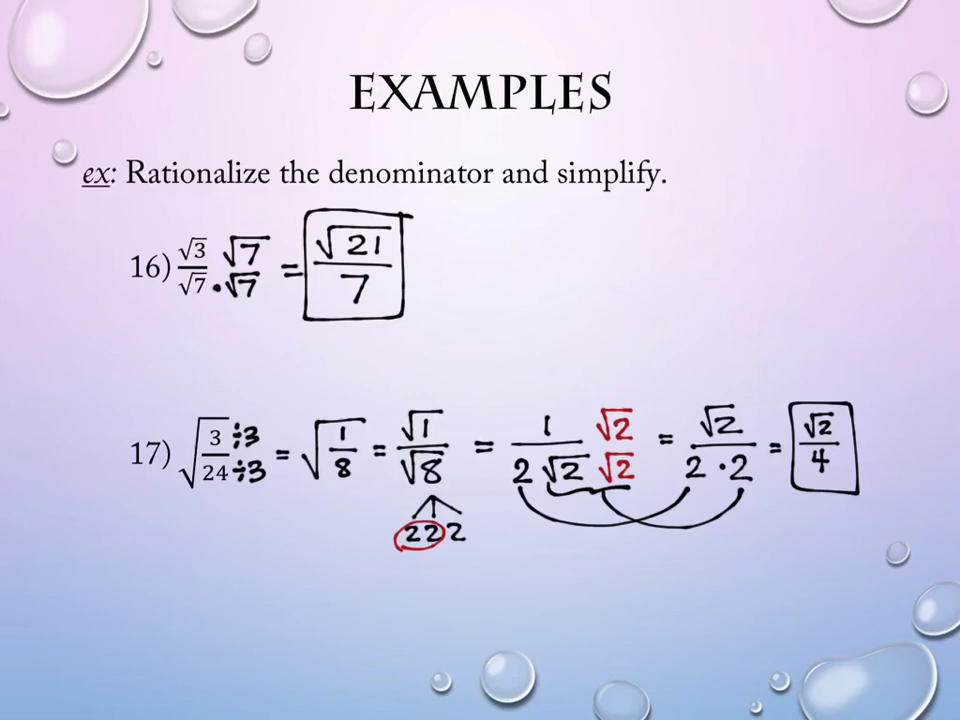 EXAMPLES
ex: Rationalize the denominator and simplify.
16) √3/√7 · √7/√7 = √21/7
17) √(3/24) ÷3/÷3 = √(1/8) = √1/√8 = 1/(2√2) √2/√2 = √2/(2·2) = √2/4
222